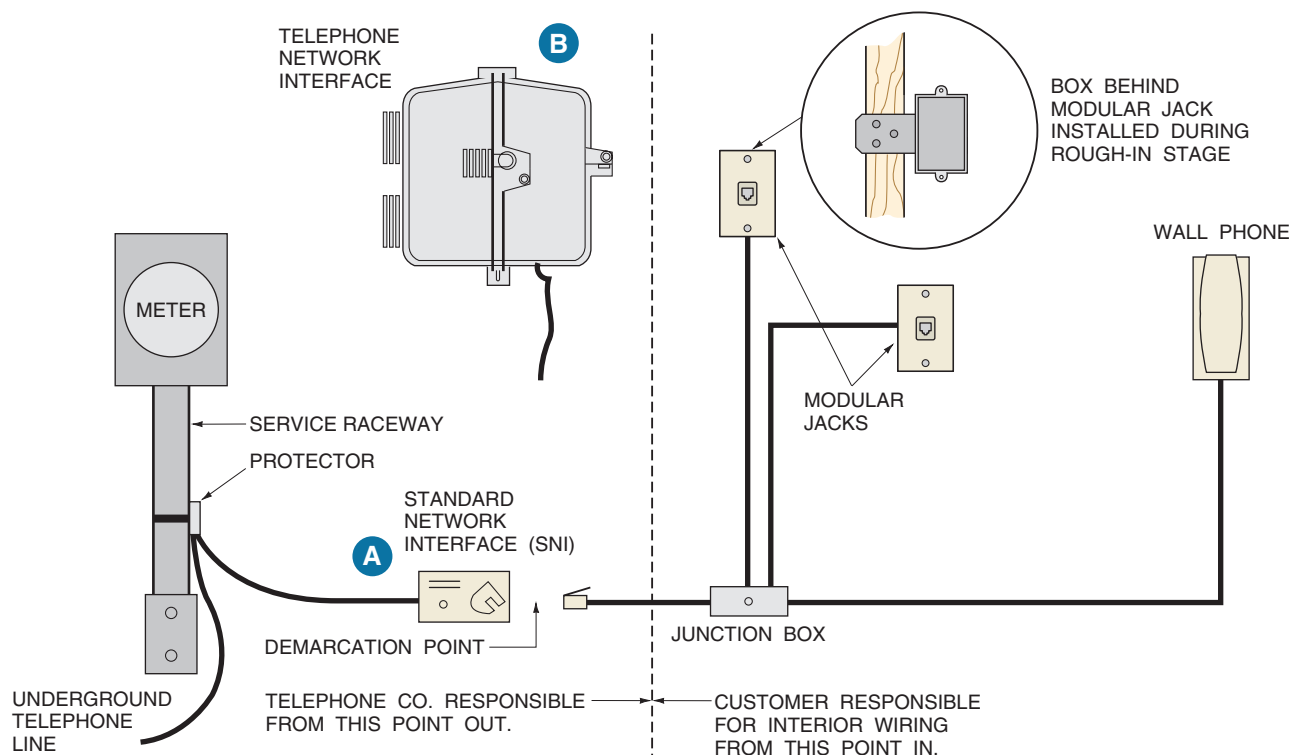 TELEPHONE
NETWORK
INTERFACE
B
BOX BEHIND
MODULAR JACK
INSTALLED DURING
ROUGH-IN STAGE
WALL PHONE
METER
MODULAR
JACKS
SERVICE RACEWAY
PROTECTOR
STANDARD
NETWORK
INTERFACE (SNI)
A
DEMARCATION POINT
JUNCTION BOX
UNDERGROUND
TELEPHONE
LINE
TELEPHONE CO. RESPONSIBLE
FROM THIS POINT OUT.
CUSTOMER RESPONSIBLE
FOR INTERIOR WIRING
FROM THIS POINT IN.